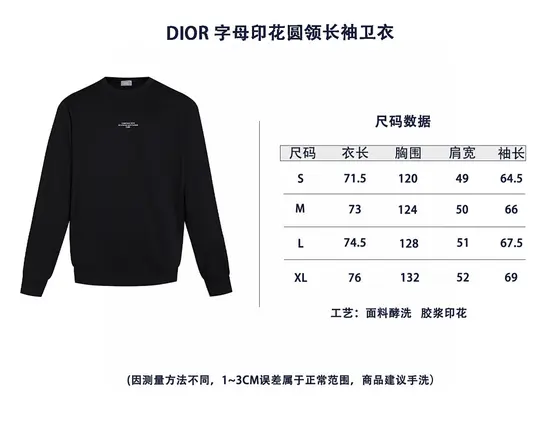 DIOR 字母印花圆领长袖卫衣
尺码数据
尺码 衣长 胸围 肩宽 袖长
S 71.5 120 49 64.5
M 73 124 50 66
L 74.5 128 51 67.5
XL 76 132 52 69
工艺：面料酵洗 胶浆印花
(因测量方法不同，1~3CM误差属于正常范围，商品建议手洗)